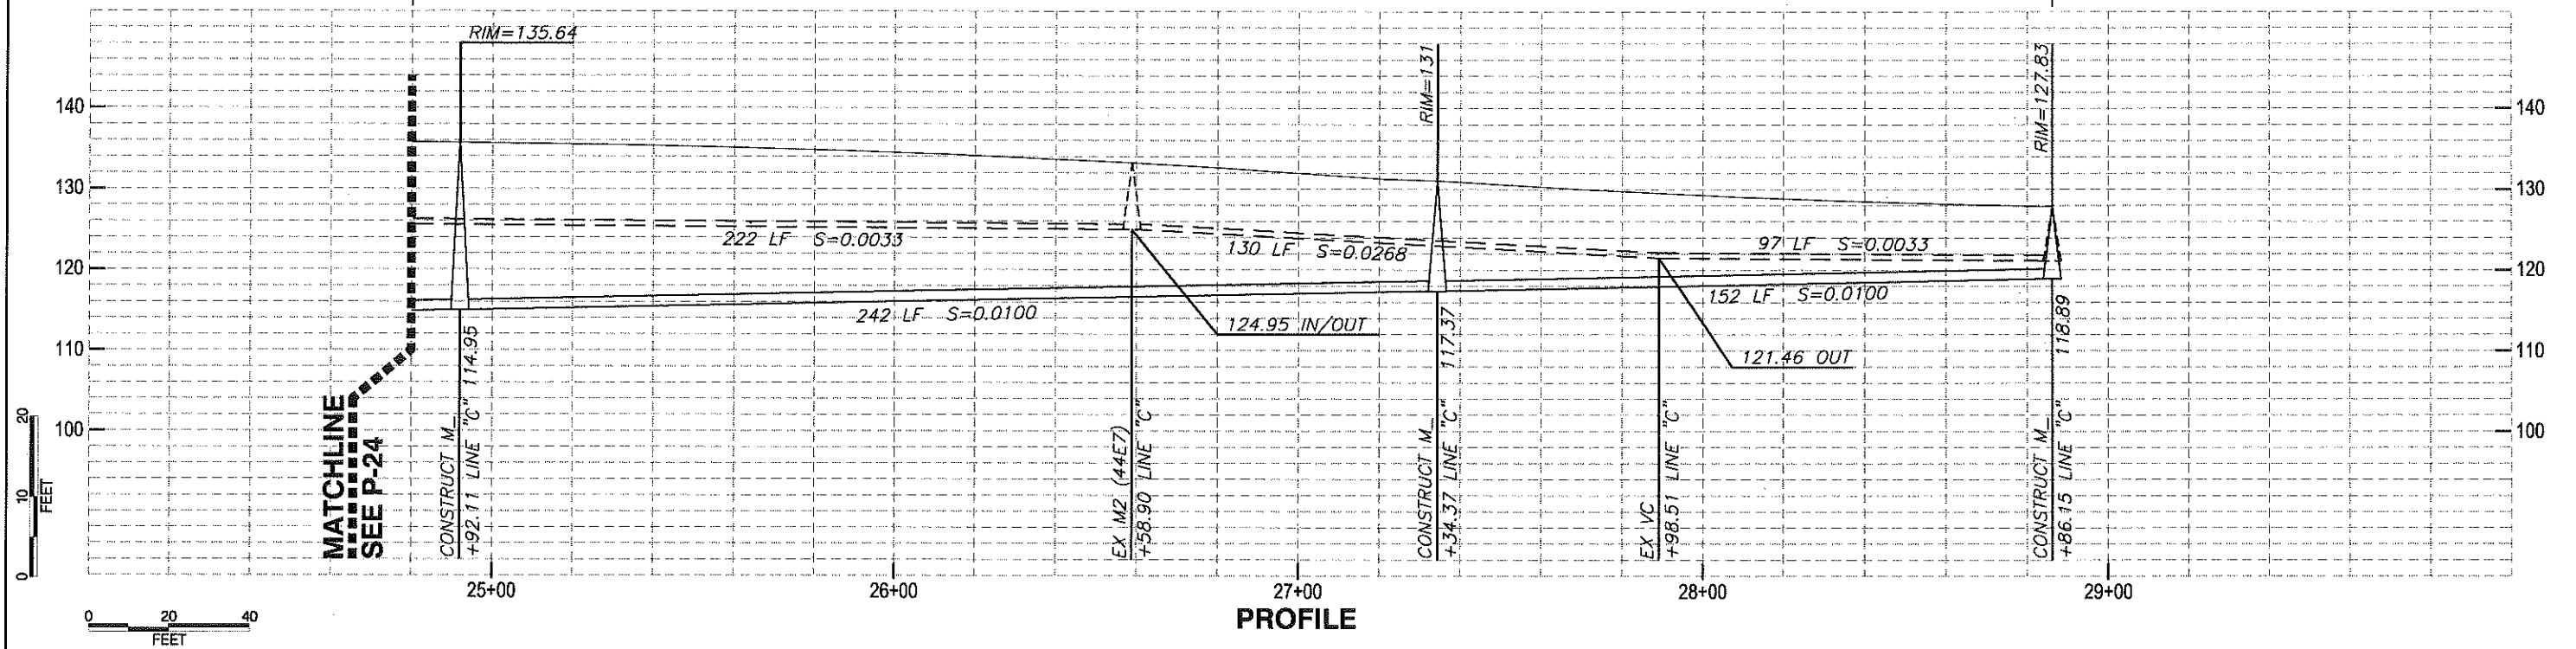 RIM=135.64
RIM=131
RIM=127.83
140
130
120
110
100
140
130
120
110
100
222 LF S=0.0033
130 LF S=0.0268
97 LF S=0.0033
242 LF S=0.0100
152 LF S=0.0100
124.95 IN/OUT
121.46 OUT
MATCHLINE
SEE P-24
CONSTRUCT M_
+92.11 LINE "C" 114.95
EX M2 (44E7)
+58.90 LINE "C"
CONSTRUCT M_
+34.37 LINE "C" 117.37
EX VC
+98.51 LINE "C"
CONSTRUCT M_
+86.15 LINE "C" 118.89
20
10
0
FEET
25+00
26+00
27+00
28+00
29+00
0 20 40
FEET
PROFILE